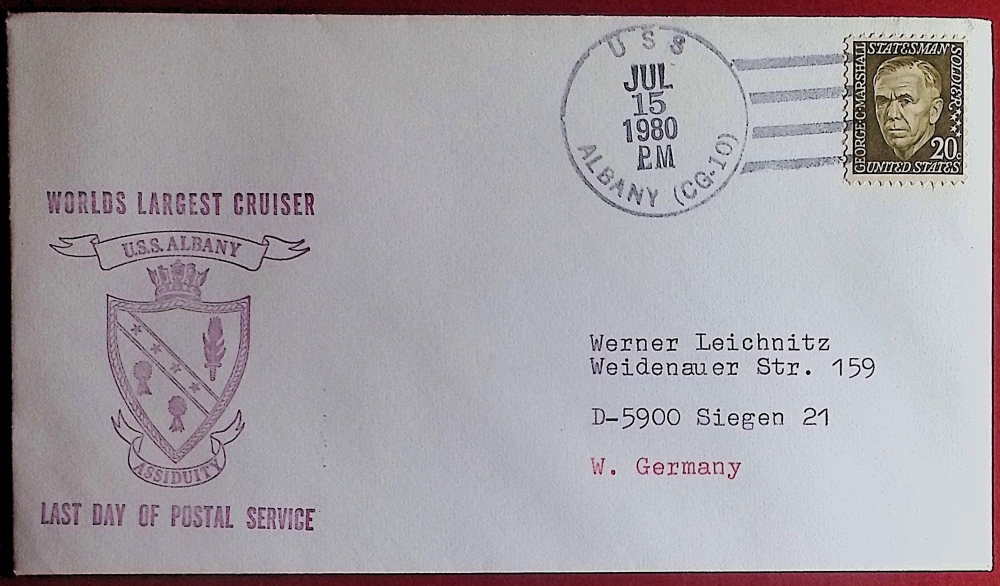 USS
JUL
15
1980
PM
ALBANY (CG-10)
GEORGE·C·MARSHALL
STATESMAN
SOLDIER
20c
UNITED STATES
WORLDS LARGEST CRUISER
U.S.S. ALBANY
ASSIDUITY
LAST DAY OF POSTAL SERVICE
Werner Leichnitz
Weidenauer Str. 159
D-5900 Siegen 21
W. Germany